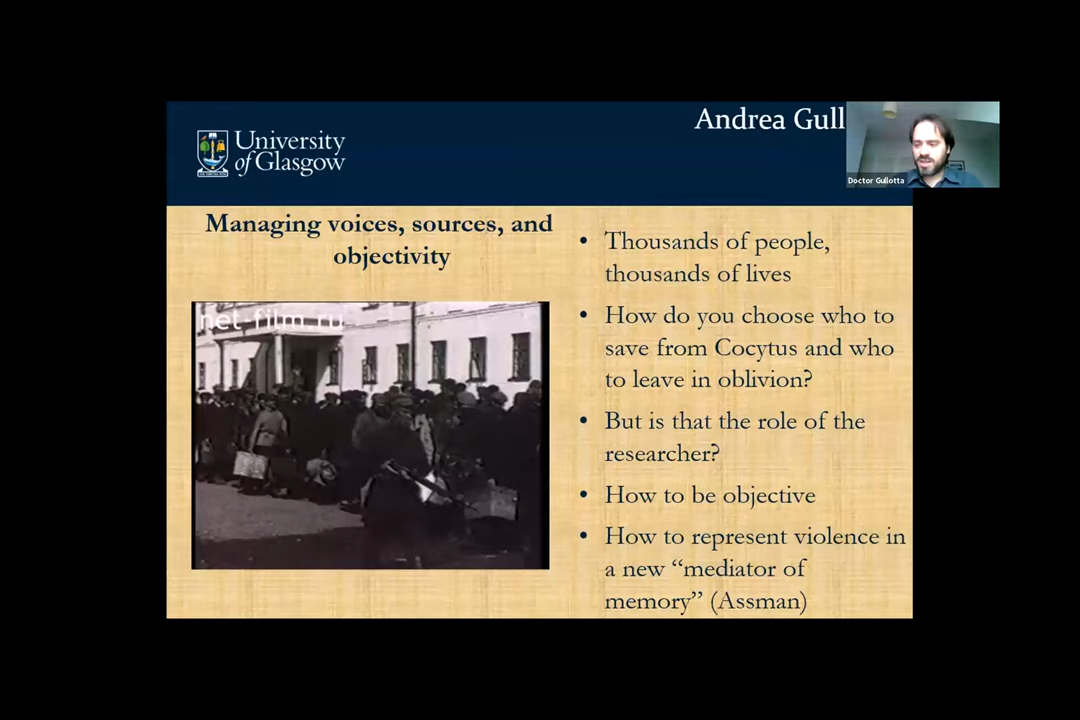 Andrea Gull
University
of Glasgow
Doctor Gullotta
Managing voices, sources, and
objectivity
net-film.ru
• Thousands of people,
thousands of lives
• How do you choose who to
save from Cocytus and who
to leave in oblivion?
• But is that the role of the
researcher?
• How to be objective
• How to represent violence in
a new “mediator of
memory” (Assman)